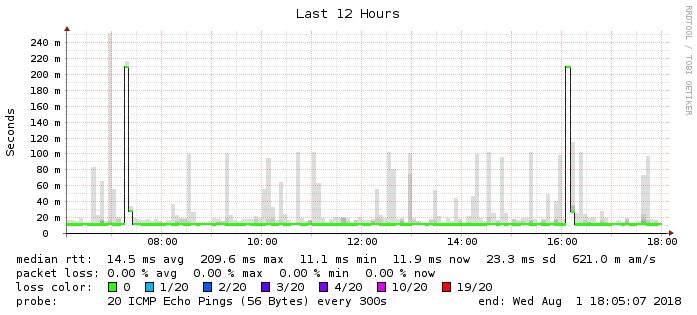 Last 12 Hours
RRDTOOL / TOBI OETIKER
Seconds
240 m
220 m
200 m
180 m
160 m
140 m
120 m
100 m
80 m
60 m
40 m
20 m
0
08:00 10:00 12:00 14:00 16:00 18:00
median rtt: 14.5 ms avg 209.6 ms max 11.1 ms min 11.9 ms now 23.3 ms sd 621.0 m am/s
packet loss: 0.00 % avg 0.00 % max 0.00 % min 0.00 % now
loss color: 0 1/20 2/20 3/20 4/20 10/20 19/20
probe: 20 ICMP Echo Pings (56 Bytes) every 300s end: Wed Aug 1 18:05:07 2018